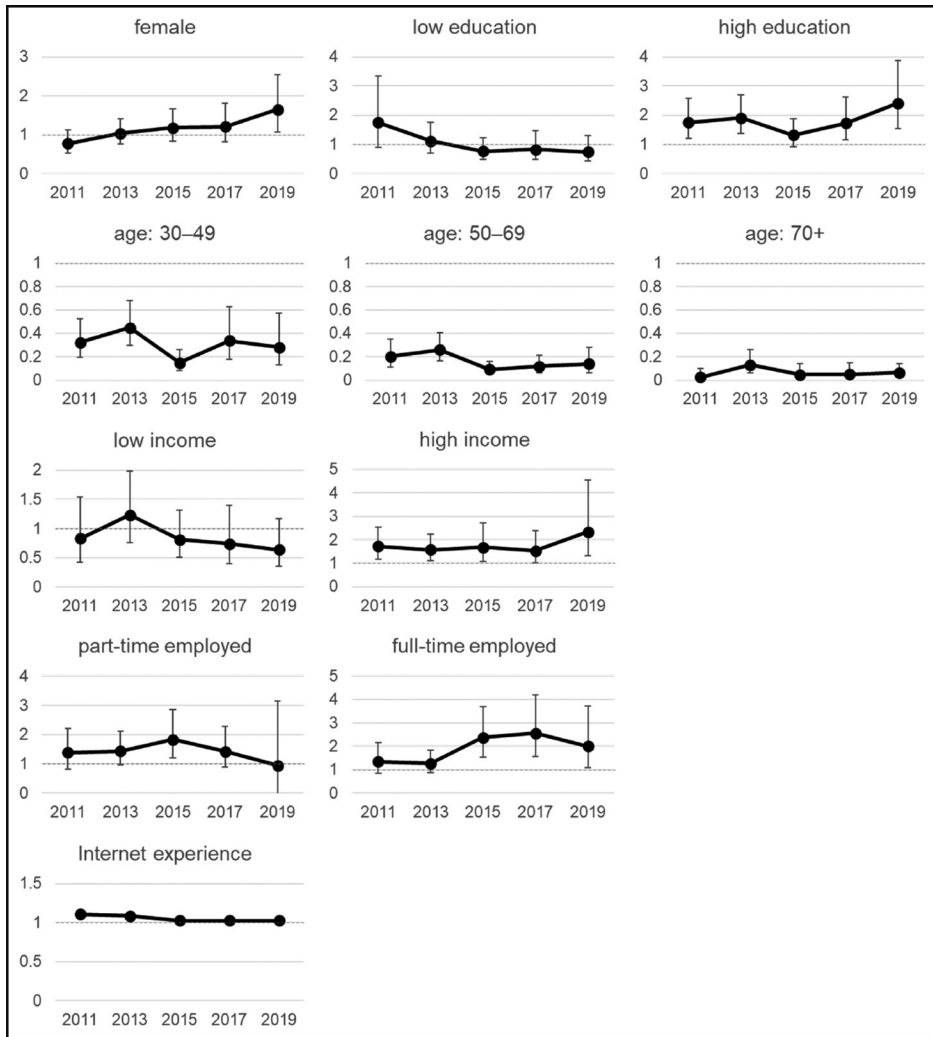 female
3
2
1
0
2011 2013 2015 2017 2019
low education
4
3
2
1
0
2011 2013 2015 2017 2019
high education
4
3
2
1
0
2011 2013 2015 2017 2019
age: 30–49
1
0.8
0.6
0.4
0.2
0
2011 2013 2015 2017 2019
age: 50–69
1
0.8
0.6
0.4
0.2
0
2011 2013 2015 2017 2019
age: 70+
1
0.8
0.6
0.4
0.2
0
2011 2013 2015 2017 2019
low income
2
1.5
1
0.5
0
2011 2013 2015 2017 2019
high income
5
4
3
2
1
0
2011 2013 2015 2017 2019
part-time employed
4
3
2
1
0
2011 2013 2015 2017 2019
full-time employed
5
4
3
2
1
0
2011 2013 2015 2017 2019
Internet experience
1.5
1
0.5
0
2011 2013 2015 2017 2019